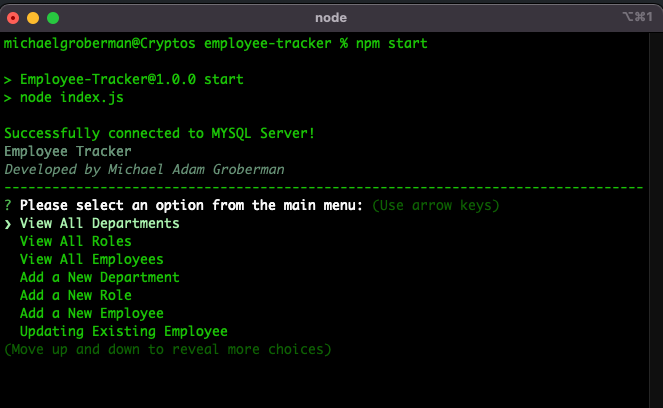 node
⌥⌘1
michaelgroberman@Cryptos employee-tracker % npm start
> Employee-Tracker@1.0.0 start
> node index.js
Successfully connected to MYSQL Server!
Employee Tracker
Developed by Michael Adam Groberman
--------------------------------------------------------------------------------
? Please select an option from the main menu: (Use arrow keys)
❯ View All Departments
View All Roles
View All Employees
Add a New Department
Add a New Role
Add a New Employee
Updating Existing Employee
(Move up and down to reveal more choices)